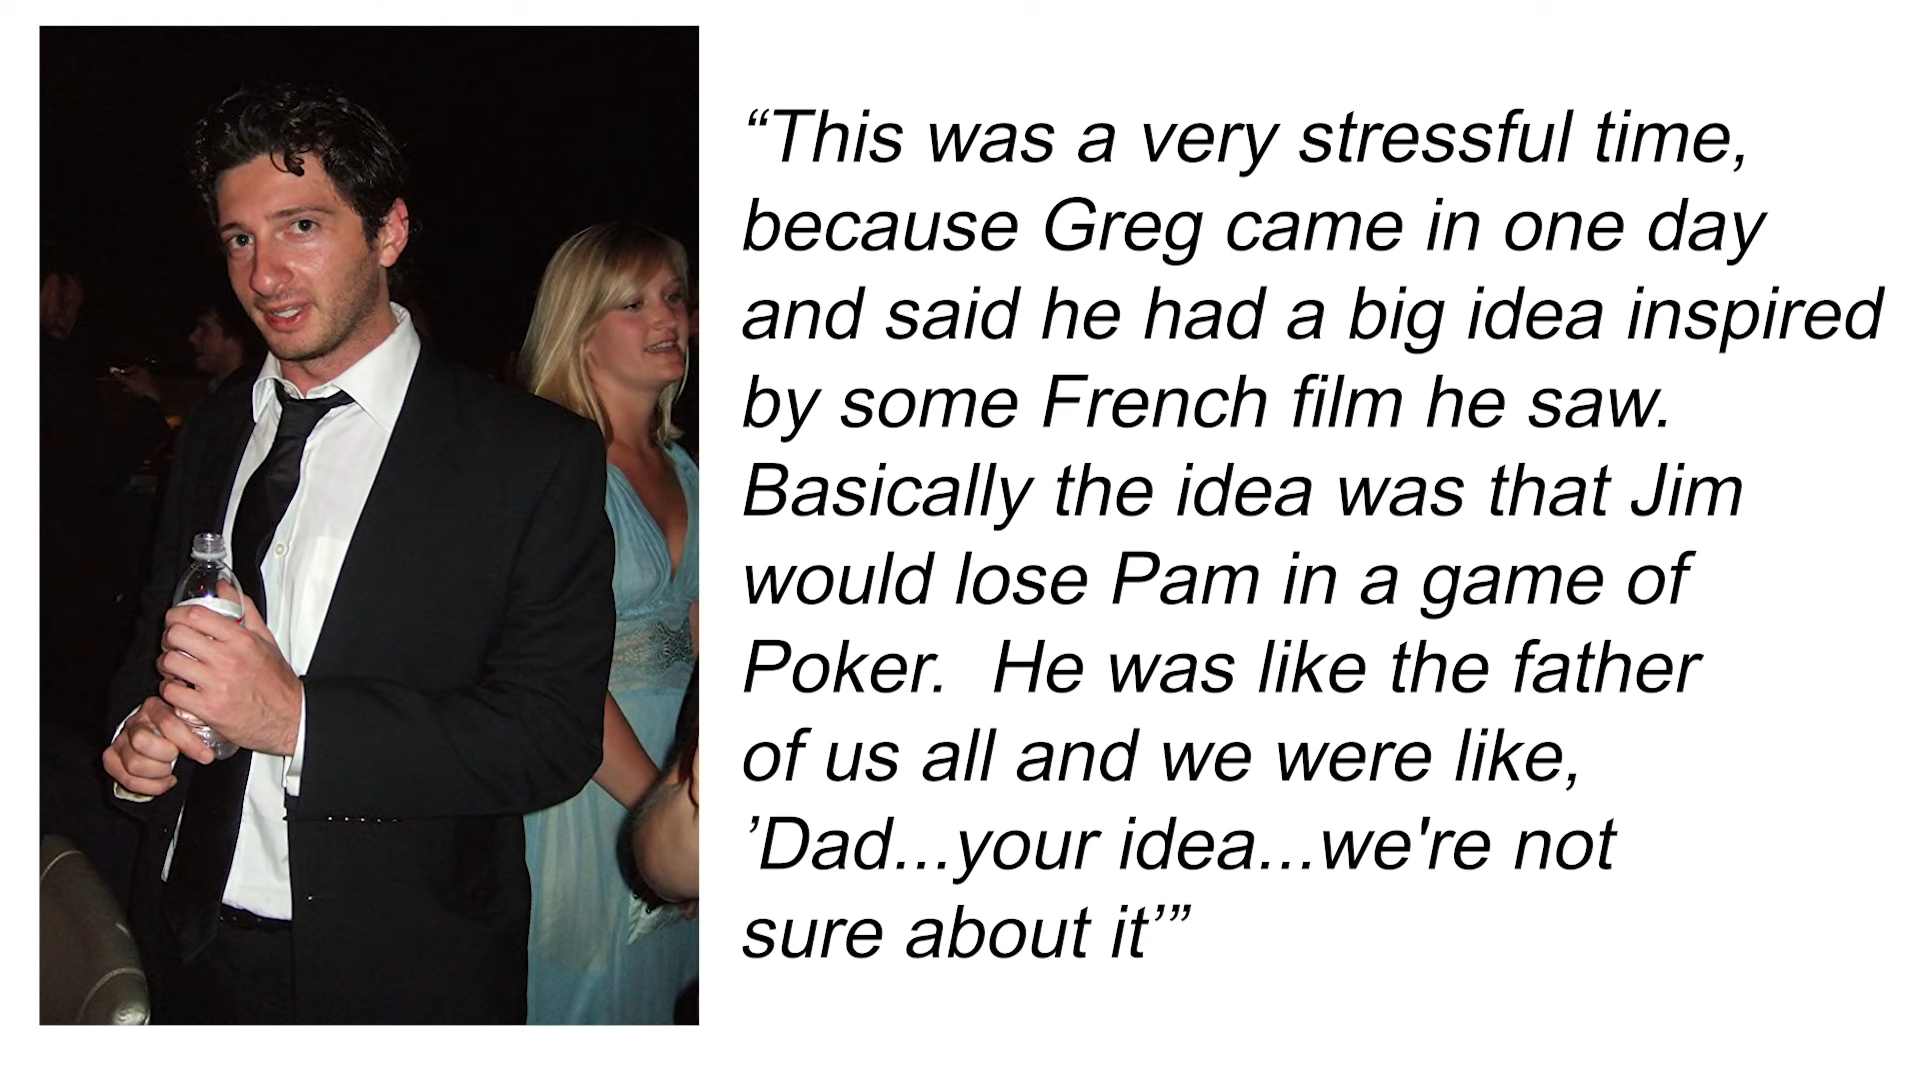 “This was a very stressful time,
because Greg came in one day
and said he had a big idea inspired
by some French film he saw.
Basically the idea was that Jim
would lose Pam in a game of
Poker.  He was like the father
of us all and we were like,
’Dad...your idea...we're not
sure about it’”